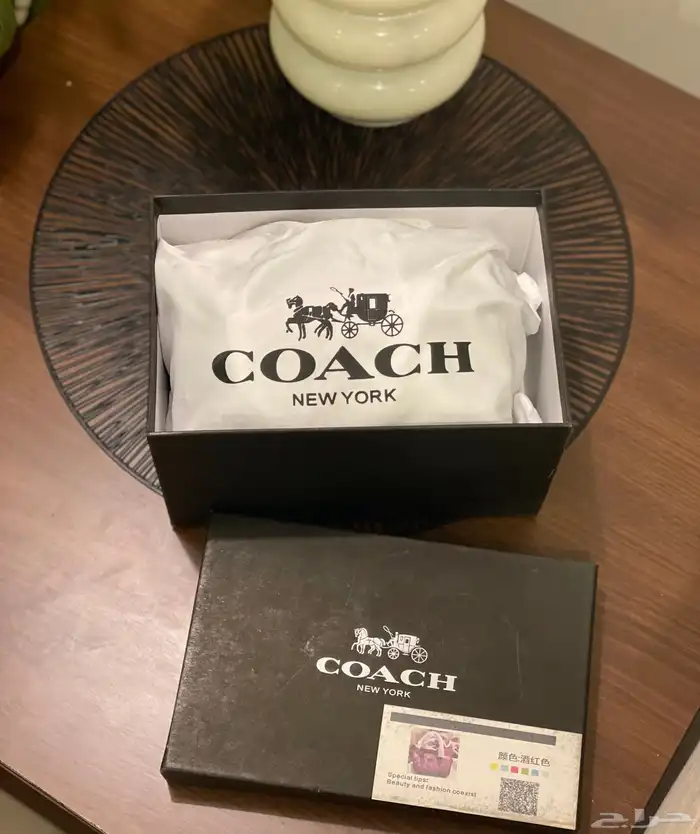 COACH
NEW YORK
COACH
NEW YORK
颜色:酒红色
Special tips:
Beauty and fashion coexist
حراج